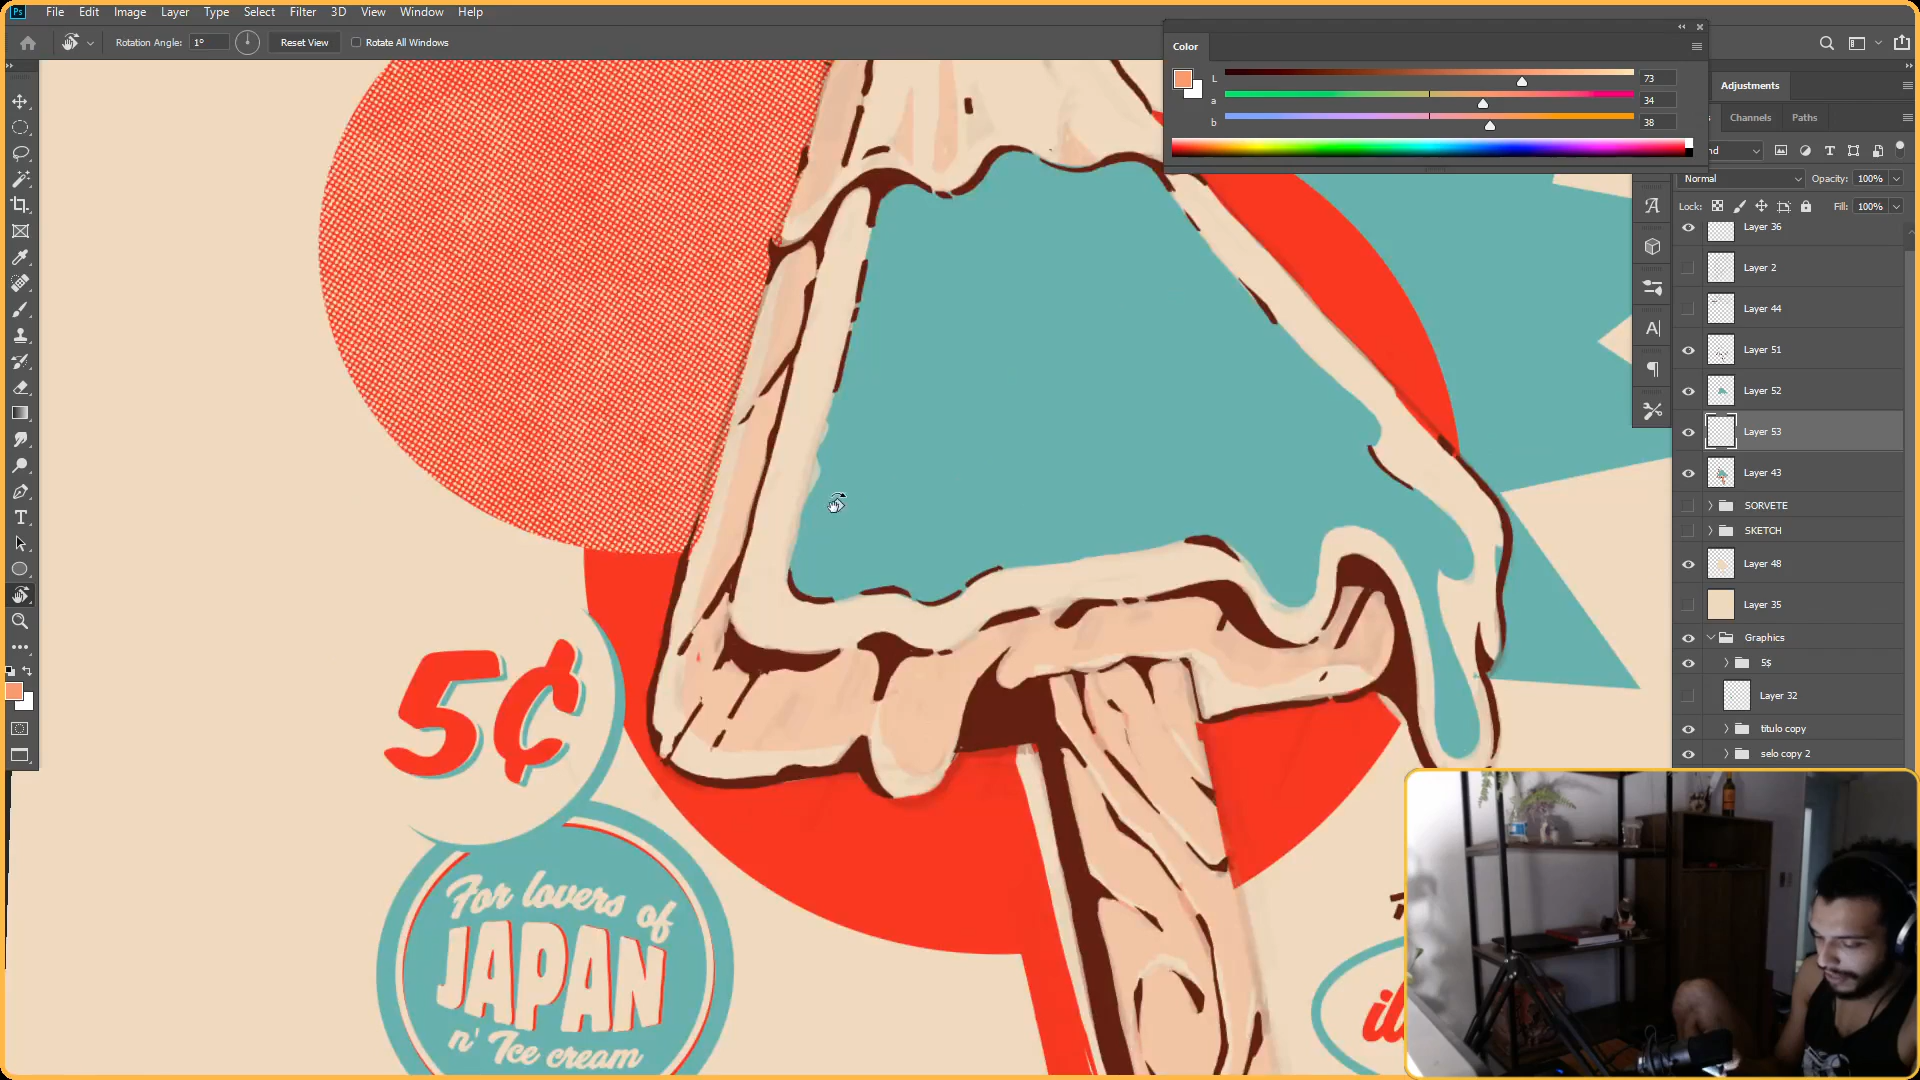 Ps File Edit Image Layer Type Select Filter 3D View Window Help
Rotation Angle: 1° Reset View Rotate All Windows
Color
L 73
a 34
b 38
Adjustments
Channels Paths
Normal Opacity: 100%
Lock: Fill: 100%
Layer 36
Layer 2
Layer 44
Layer 51
Layer 52
Layer 53
Layer 43
SORVETE
SKETCH
Layer 48
Layer 35
Graphics
5$
Layer 32
titulo copy
selo copy 2
5¢
For lovers of
JAPAN
n' Ice cream